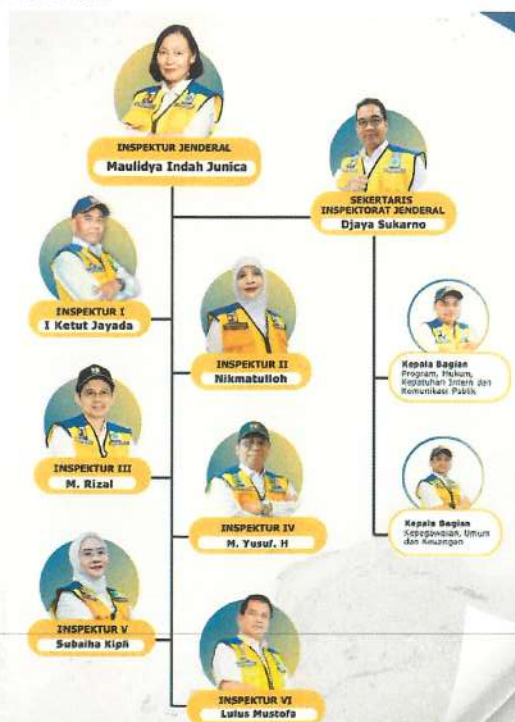 INSPEKTUR JENDERAL
Maulidya Indah Junica
SEKERTARIS
INSPEKTORAT JENDERAL
Djaya Sukarno
INSPEKTUR I
I Ketut Jayada
INSPEKTUR II
Nikmatulloh
Kepala Bagian
Program, Hukum,
Kepatuhan Intern dan
Komunikasi Publik
INSPEKTUR III
M. Rizal
INSPEKTUR IV
M. Yusuf. H
Kepala Bagian
Kepegawaian, Umum
dan Keuangan
INSPEKTUR V
Subaiha Kipli
INSPEKTUR VI
Lulus Mustofa